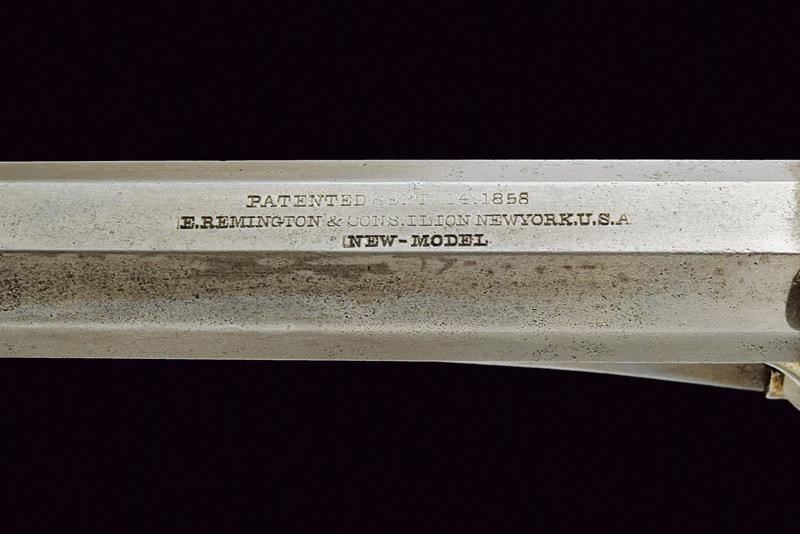 PATENTED SEPT 14.1858
E.REMINGTON & SONS.ILION NEWYORK.U.S.A
NEW-MODEL